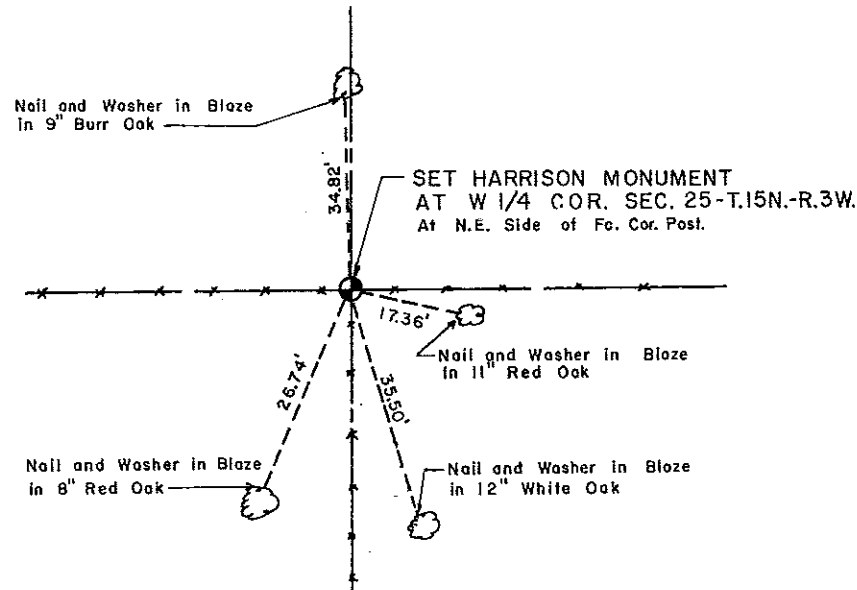 Nail and Washer in Blaze
in 9" Burr Oak
34.82'
SET HARRISON MONUMENT
AT W 1/4 COR. SEC. 25-T.15N.-R.3W.
At N.E. Side of Fc. Cor. Post.
17.36'
Nail and Washer in Blaze
in 11" Red Oak
26.74'
35.50'
Nail and Washer in Blaze
in 8" Red Oak
Nail and Washer in Blaze
in 12" White Oak